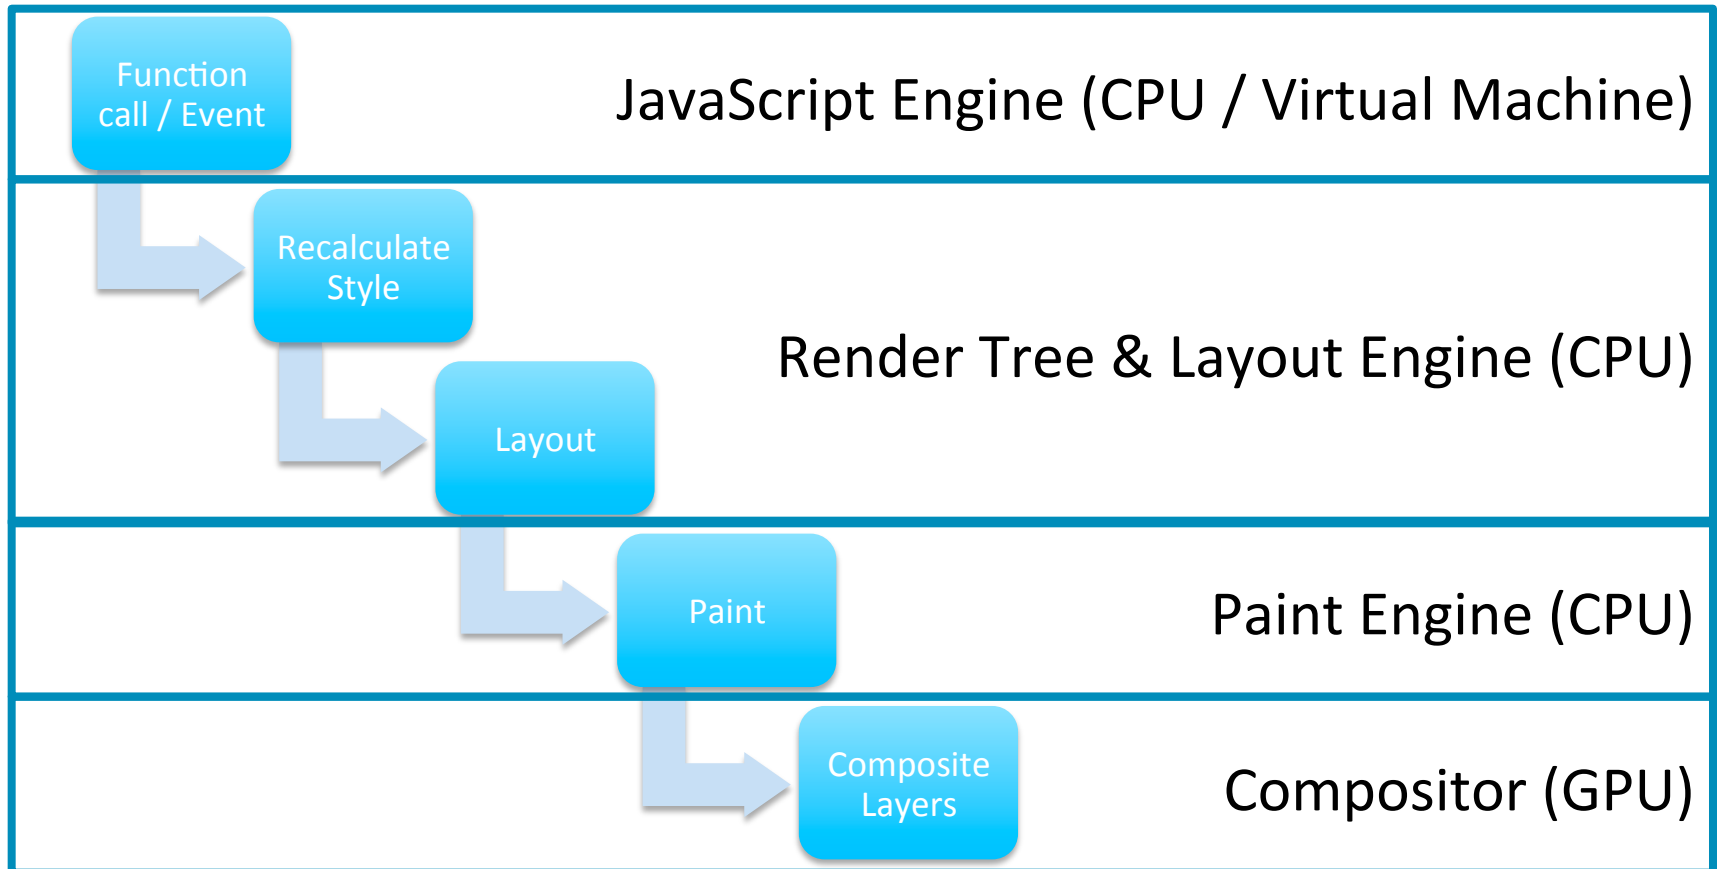 Function
call / Event
JavaScript Engine (CPU / Virtual Machine)
Recalculate
Style
Render Tree & Layout Engine (CPU)
Layout
Paint
Paint Engine (CPU)
Composite
Layers
Compositor (GPU)